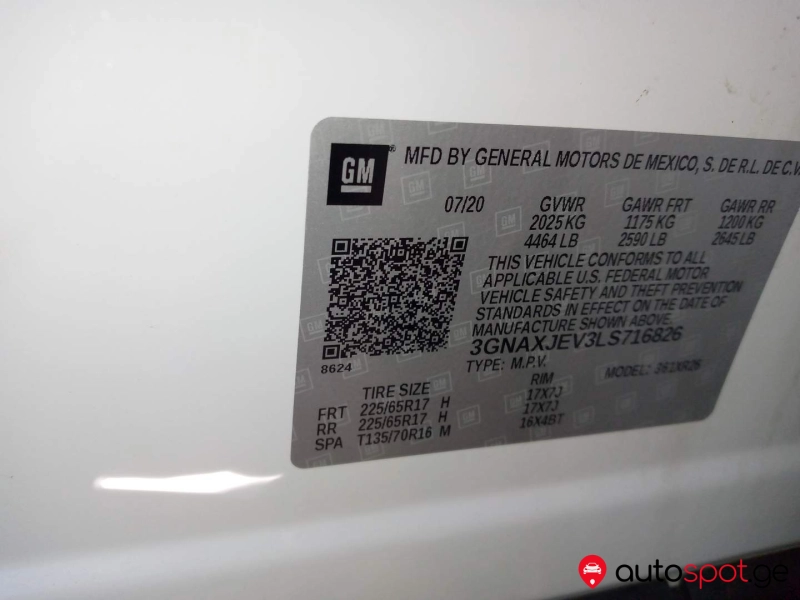 GM® MFD BY GENERAL MOTORS DE MEXICO, S. DE R.L. DE C.V.
07/20 GVWR GAWR FRT GAWR RR
2025 KG 1175 KG 1200 KG
4464 LB 2590 LB 2645 LB
THIS VEHICLE CONFORMS TO ALL
APPLICABLE U.S. FEDERAL MOTOR
VEHICLE SAFETY AND THEFT PREVENTION
STANDARDS IN EFFECT ON THE DATE OF
MANUFACTURE SHOWN ABOVE.
3GNAXJEV3LS716826
8624 TYPE: M.P.V. MODEL: 361XR26
TIRE SIZE RIM
FRT 225/65R17 H 17X7J
RR 225/65R17 H 17X7J
SPA T135/70R16 M 16X4BT
autospot.ge